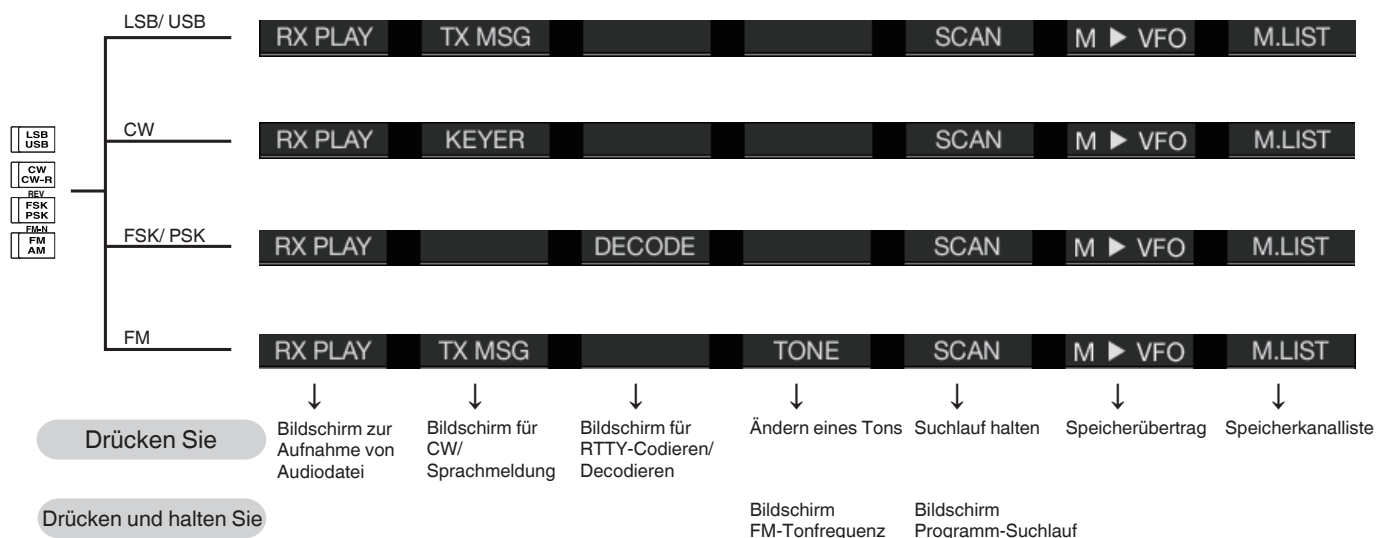 LSB/ USB
RX PLAY TX MSG SCAN M ▶ VFO M.LIST
CW
RX PLAY KEYER SCAN M ▶ VFO M.LIST
LSB
USB
CW
CW-R
REV
FSK
PSK
FM-N
FM
AM
FSK/ PSK
RX PLAY DECODE SCAN M ▶ VFO M.LIST
FM
RX PLAY TX MSG TONE SCAN M ▶ VFO M.LIST
↓ ↓ ↓ ↓ ↓ ↓ ↓
Drücken Sie
Bildschirm zur
Aufnahme von
Audiodatei
Bildschirm für
CW/
Sprachmeldung
Bildschirm für
RTTY-Codieren/
Decodieren
Ändern eines Tons
Suchlauf halten
Speicherübertrag
Speicherkanalliste
Drücken und halten Sie
Bildschirm
FM-Tonfrequenz
Bildschirm
Programm-Suchlauf